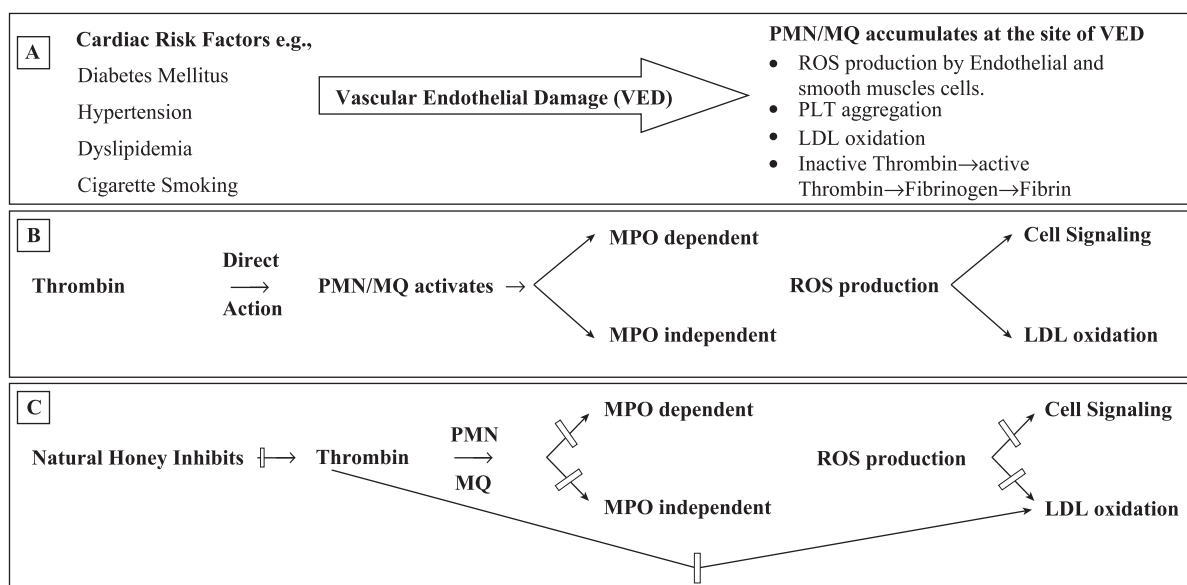 A
Cardiac Risk Factors e.g.,
Diabetes Mellitus
Hypertension
Dyslipidemia
Cigarette Smoking
Vascular Endothelial Damage (VED)
PMN/MQ accumulates at the site of VED
• ROS production by Endothelial and
smooth muscles cells.
• PLT aggregation
• LDL oxidation
• Inactive Thrombin→active
Thrombin→Fibrinogen→Fibrin
B
Thrombin
Direct
→
Action
PMN/MQ activates →
MPO dependent
MPO independent
ROS production
Cell Signaling
LDL oxidation
C
Natural Honey Inhibits
Thrombin
PMN
→
MQ
MPO dependent
MPO independent
ROS production
Cell Signaling
LDL oxidation